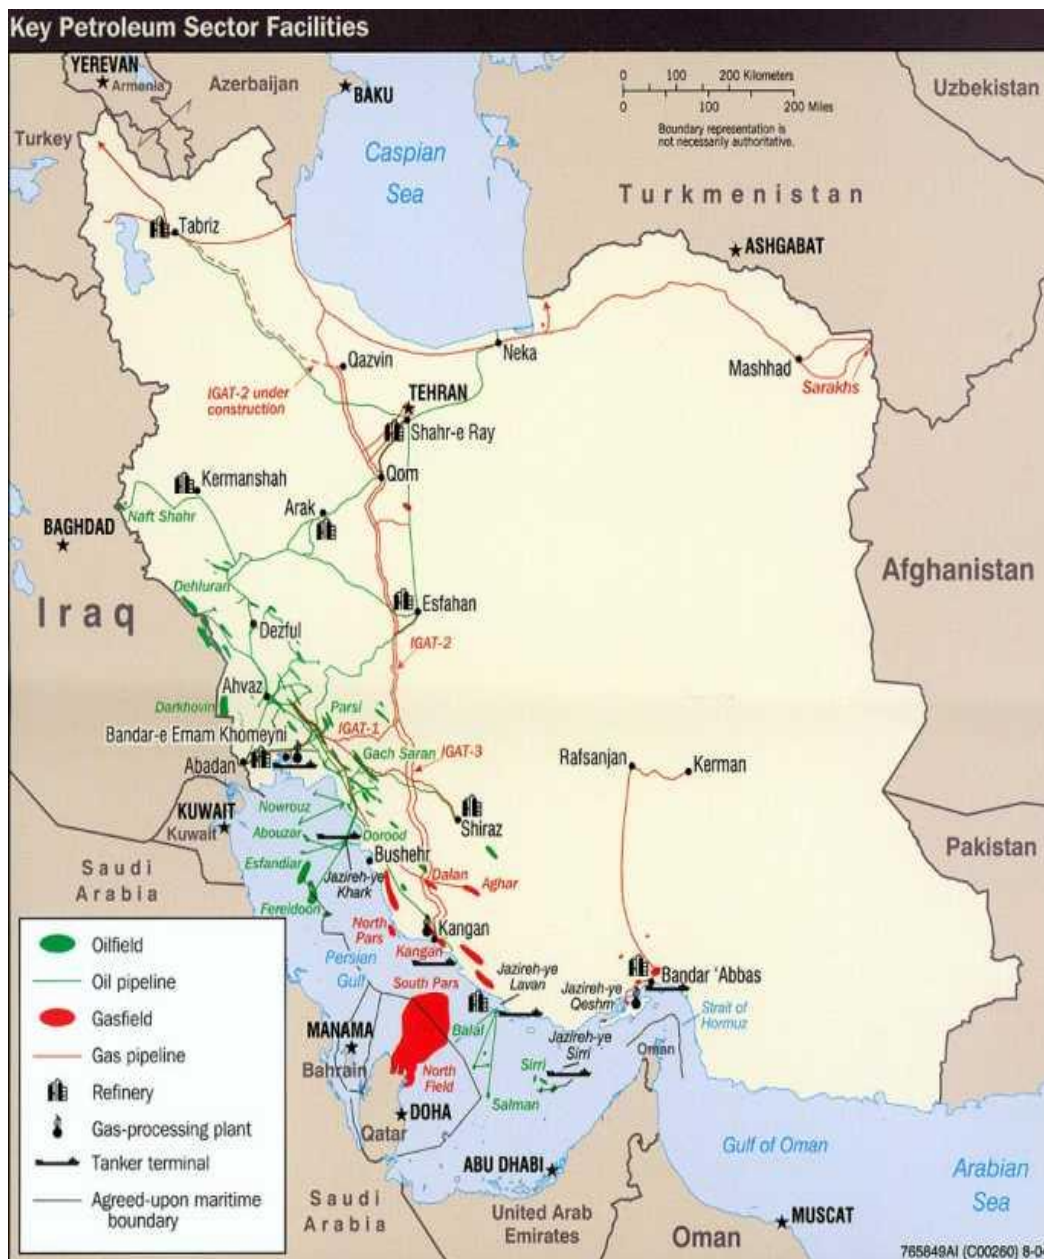 Key Petroleum Sector Facilities
YEREVAN
Armenia
Azerbaijan
BAKU
Turkey
Caspian
Sea
0 100 200 Kilometers
0 100 200 Miles
Boundary representation is
not necessarily authoritative.
Uzbekistan
Turkmenistan
ASHGABAT
Tabriz
Qazvin
Neka
Mashhad
Sarakhs
IGAT-2 under
construction
TEHRAN
Shahr-e Ray
Qom
Kermanshah
Arak
Naft Shahr
BAGHDAD
Iraq
Afghanistan
Dehluran
Esfahan
Dezful
IGAT-2
Ahvaz
Darkhovin
Parsi
Bandar-e Emam Khomeyni
IGAT-1
Gach Saran
IGAT-3
Abadan
Rafsanjan
Kerman
KUWAIT
Kuwait
Nowrouz
Abouzar
Dorood
Shiraz
Pakistan
Saudi
Arabia
Esfandiar
Jazireh-ye
Khark
Bushehr
Dalan
Aghar
Fereidoon
North
Pars
Kangan
Kangan
Persian
Gulf
South Pars
Jazireh-ye
Lavan
Jazireh-ye
Qeshm
Bandar 'Abbas
Strait of
Hormuz
MANAMA
Bahrain
Balal
Jazireh-ye
Sirri
Oman
North
Field
Sirri
Salman
DOHA
Qatar
Gulf of Oman
ABU DHABI
Arabian
Sea
Saudi
Arabia
United Arab
Emirates
Oman
MUSCAT
Oilfield
Oil pipeline
Gasfield
Gas pipeline
Refinery
Gas-processing plant
Tanker terminal
Agreed-upon maritime
boundary
765849AI (C00260) 8-0